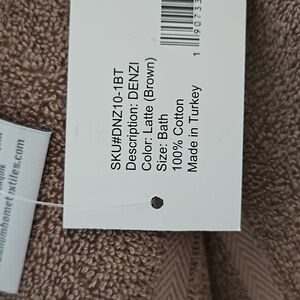 SKU#DNZ10-1BT
Description: DENZI
Color: Latte (Brown)
Size: Bath
100% Cotton
Made in Turkey